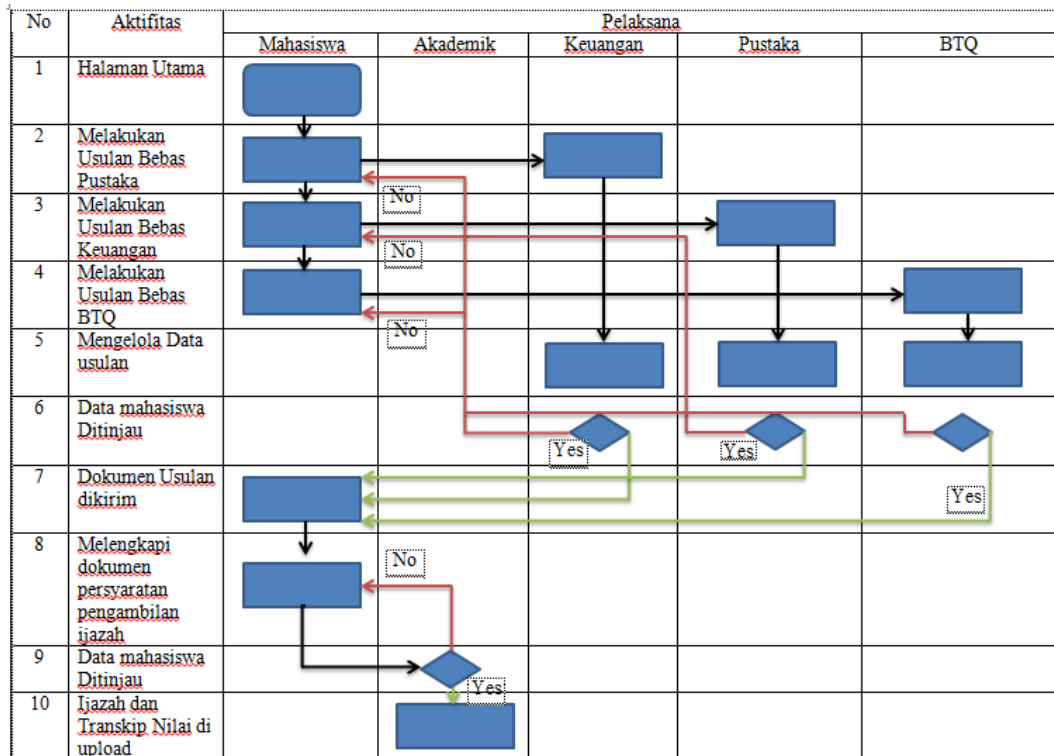 No Aktifitas Pelaksana
Mahasiswa Akademik Keuangan Pustaka BTQ
1 Halaman Utama
2 Melakukan
Usulan Bebas
Pustaka
No
3 Melakukan
Usulan Bebas
Keuangan
No
4 Melakukan
Usulan Bebas
BTQ
No
5 Mengelola Data
usulan
6 Data mahasiswa
Ditinjau
Yes Yes
7 Dokumen Usulan
dikirim
Yes
8 Melengkapi
dokumen
persyaratan
pengambilan
ijazah
No
9 Data mahasiswa
Ditinjau
Yes
10 Ijazah dan
Transkip Nilai di
upload